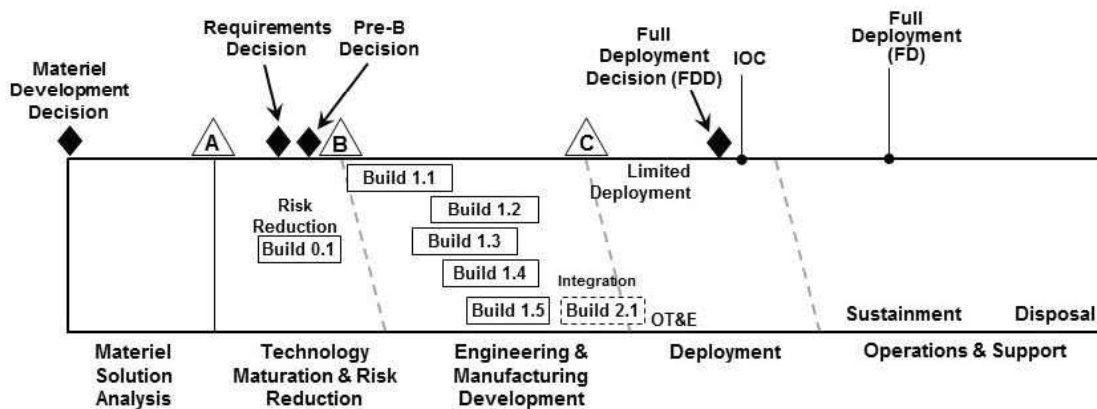 Materiel
Development
Decision
Requirements
Decision
Pre-B
Decision
Full
Deployment
Decision (FDD)
IOC
Full
Deployment
(FD)
A
B
C
Build 1.1
Limited
Deployment
Build 1.2
Risk
Reduction
Build 0.1
Build 1.3
Build 1.4
Integration
Build 1.5
Build 2.1
OT&E
Sustainment
Disposal
Materiel
Solution
Analysis
Technology
Maturation & Risk
Reduction
Engineering &
Manufacturing
Development
Deployment
Operations & Support